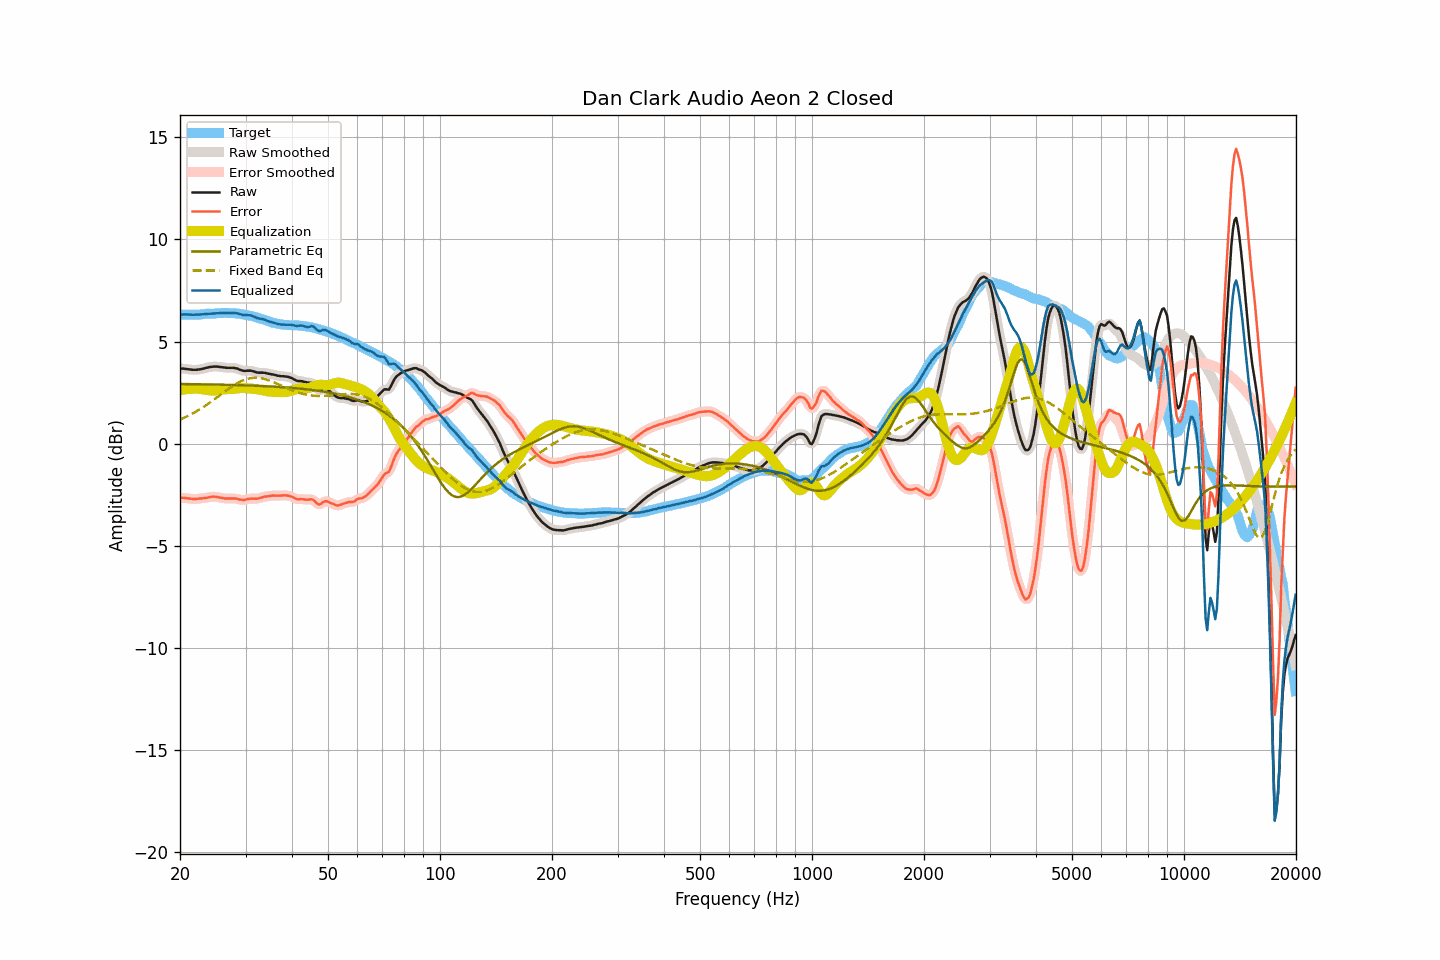 Dan Clark Audio Aeon 2 Closed
15
10
5
0
−5
−10
−15
−20
Amplitude (dBr)
Target
Raw Smoothed
Error Smoothed
Raw
Error
Equalization
Parametric Eq
Fixed Band Eq
Equalized
20 50 100 200 500 1000 2000 5000 10000 20000
Frequency (Hz)